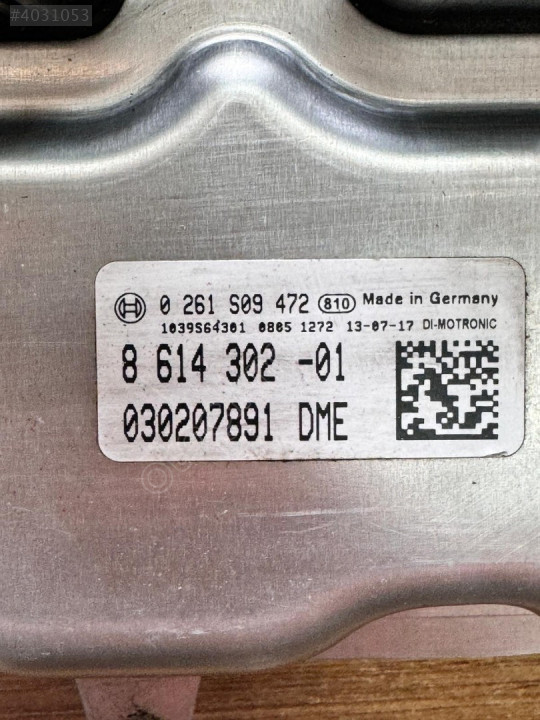 #4031053
0 261 S09 472 810 Made in Germany
1039S64301 0805 1272 13-07-17 DI-MOTRONIC
8 614 302 -01
030207891 DME